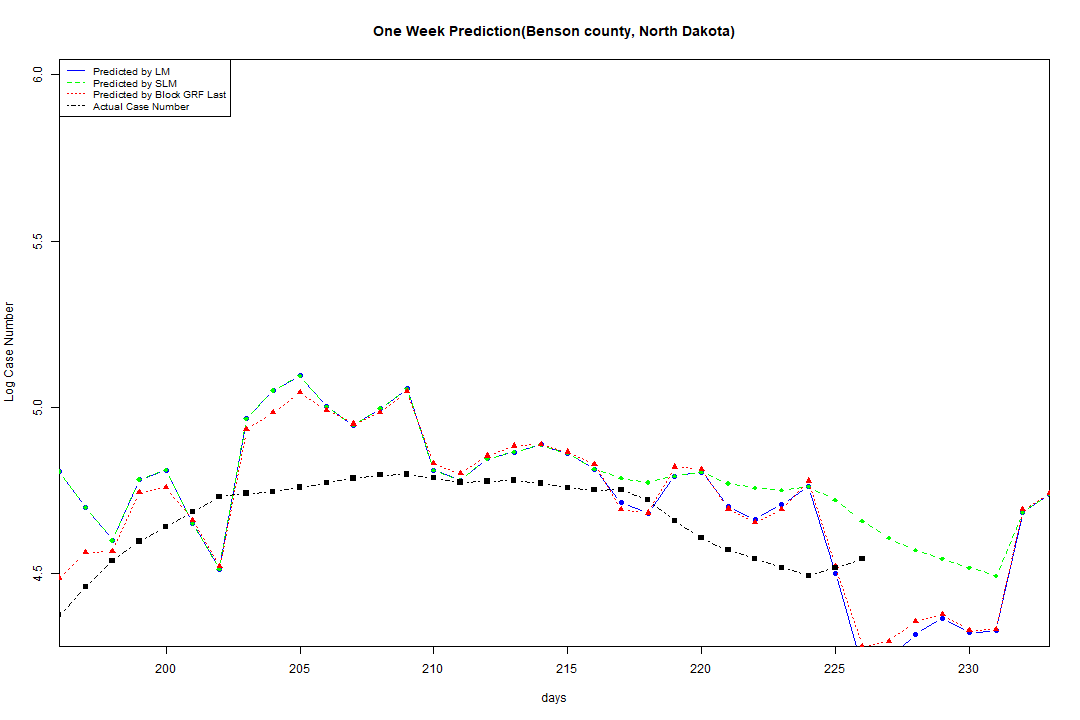 One Week Prediction(Benson county, North Dakota)
Predicted by LM
Predicted by SLM
Predicted by Block GRF Last
Actual Case Number
6.0
5.5
5.0
4.5
Log Case Number
200 205 210 215 220 225 230
days